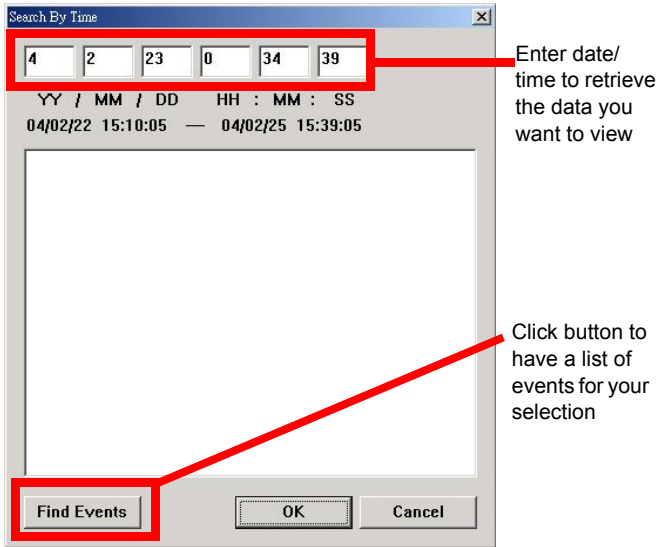 Search By Time
4 2 23 0 34 39
YY / MM / DD HH : MM : SS
04/02/22 15:10:05 — 04/02/25 15:39:05
Enter date/
time to retrieve
the data you
want to view
Click button to
have a list of
events for your
selection
Find Events OK Cancel